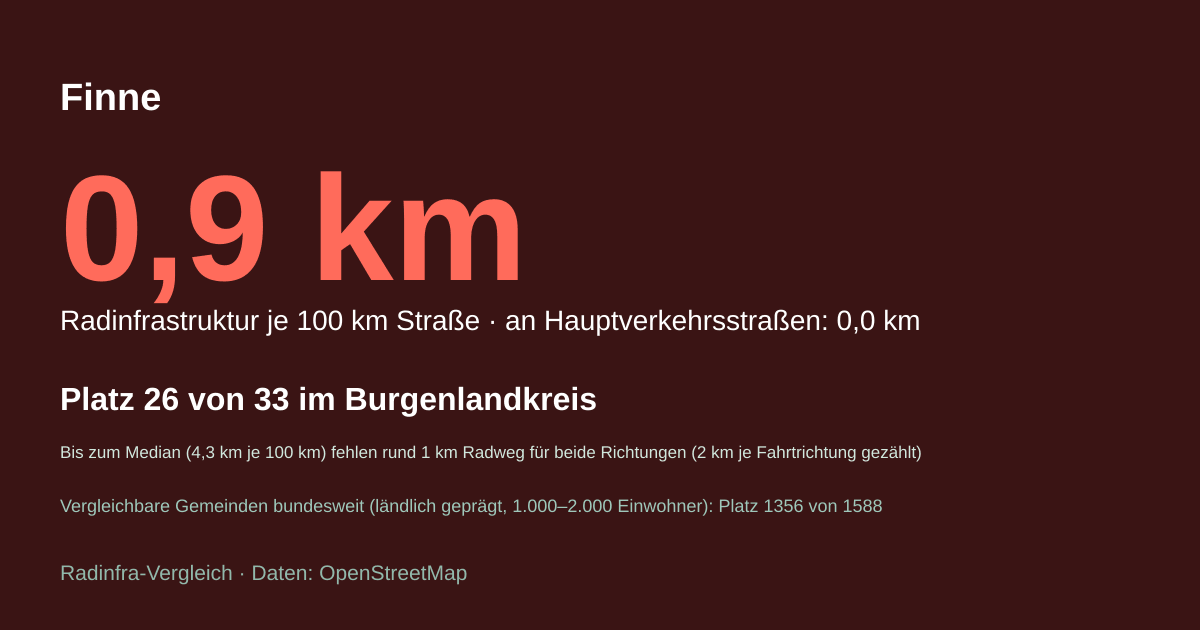 Finne
0,9 km
Radinfrastruktur je 100 km Straße · an Hauptverkehrsstraßen: 0,0 km
Platz 26 von 33 im Burgenlandkreis
Bis zum Median (4,3 km je 100 km) fehlen rund 1 km Radweg für beide Richtungen (2 km je Fahrtrichtung gezählt)
Vergleichbare Gemeinden bundesweit (ländlich geprägt, 1.000–2.000 Einwohner): Platz 1356 von 1588
Radinfra-Vergleich · Daten: OpenStreetMap